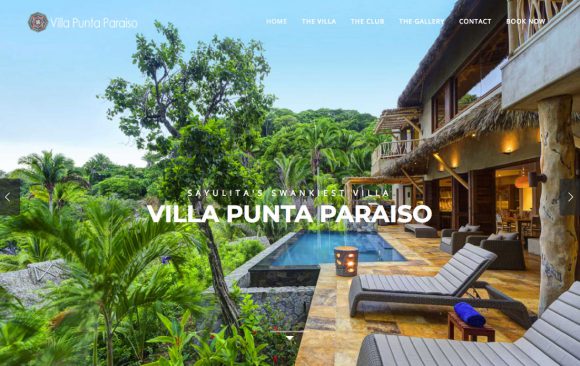 Villa Punta Paraiso
HOME THE VILLA THE CLUB THE GALLERY CONTACT BOOK NOW
SAYULITA'S SWANKIEST VILLA
VILLA PUNTA PARAISO